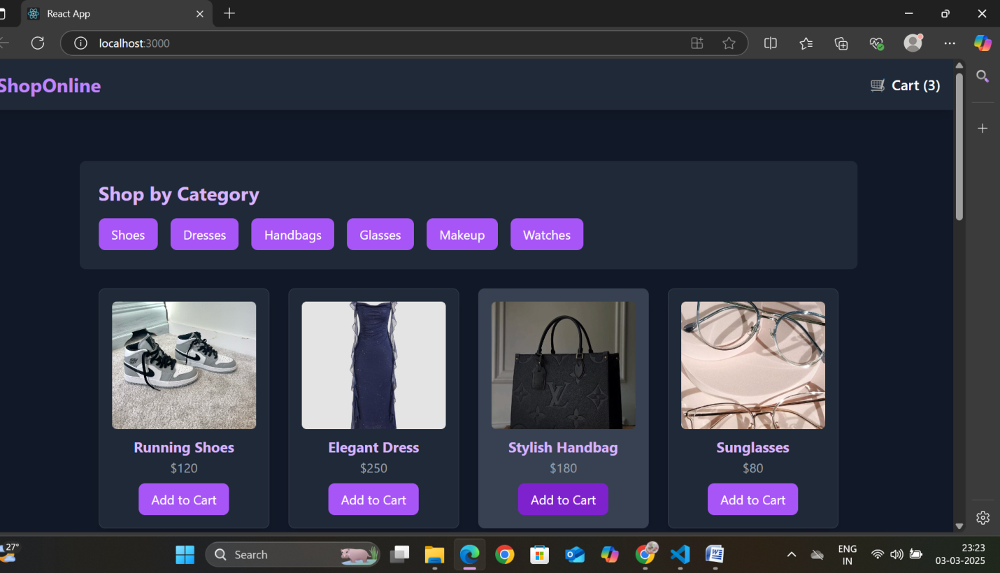 React App
localhost:3000
ShopOnline
Cart (3)
Shop by Category
Shoes
Dresses
Handbags
Glasses
Makeup
Watches
LV
Running Shoes
Elegant Dress
Stylish Handbag
Sunglasses
$120
$250
$180
$80
Add to Cart
Add to Cart
Add to Cart
Add to Cart
27°
Search
ENG
IN
23:23
03-03-2025